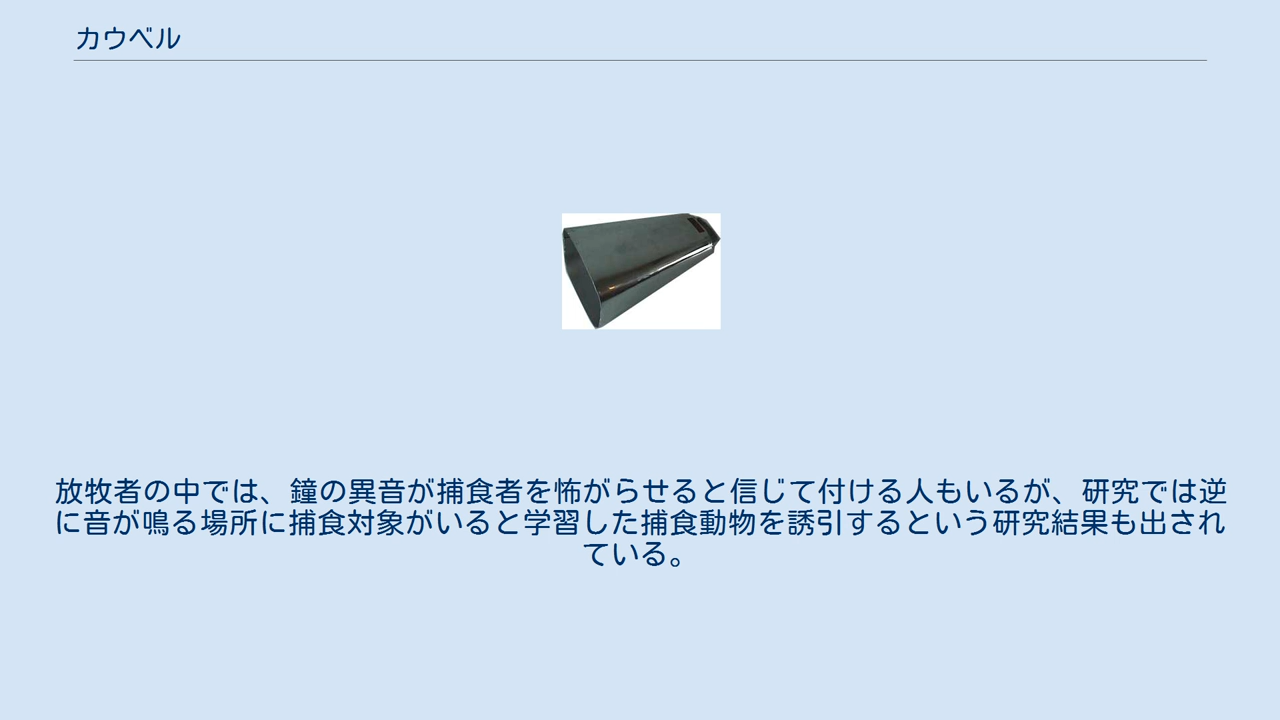 カウベル
放牧者の中では、鐘の異音が捕食者を怖がらせると信じて付ける人もいるが、研究では逆
に音が鳴る場所に捕食対象がいると学習した捕食動物を誘引するという研究結果も出され
ている。